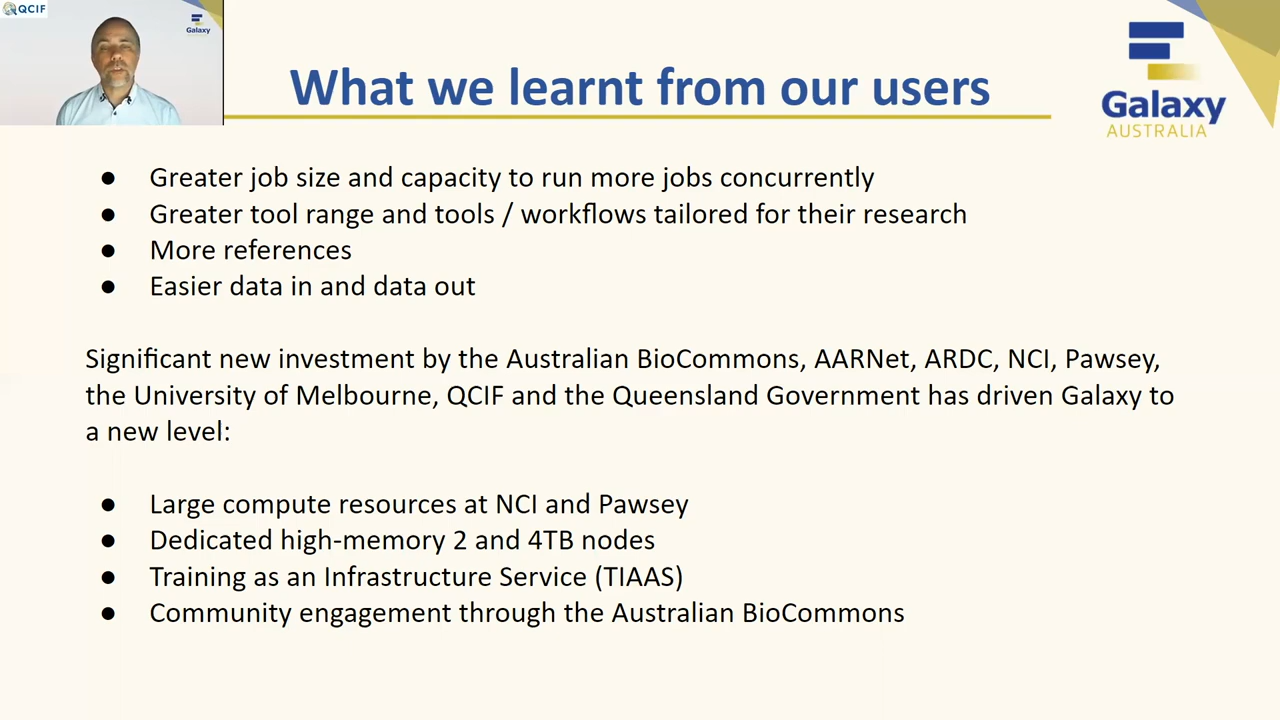 QCIF
Galaxy
What we learnt from our users
Galaxy
AUSTRALIA
● Greater job size and capacity to run more jobs concurrently
● Greater tool range and tools / workflows tailored for their research
● More references
● Easier data in and data out
Significant new investment by the Australian BioCommons, AARNet, ARDC, NCI, Pawsey,
the University of Melbourne, QCIF and the Queensland Government has driven Galaxy to
a new level:
● Large compute resources at NCI and Pawsey
● Dedicated high-memory 2 and 4TB nodes
● Training as an Infrastructure Service (TIAAS)
● Community engagement through the Australian BioCommons